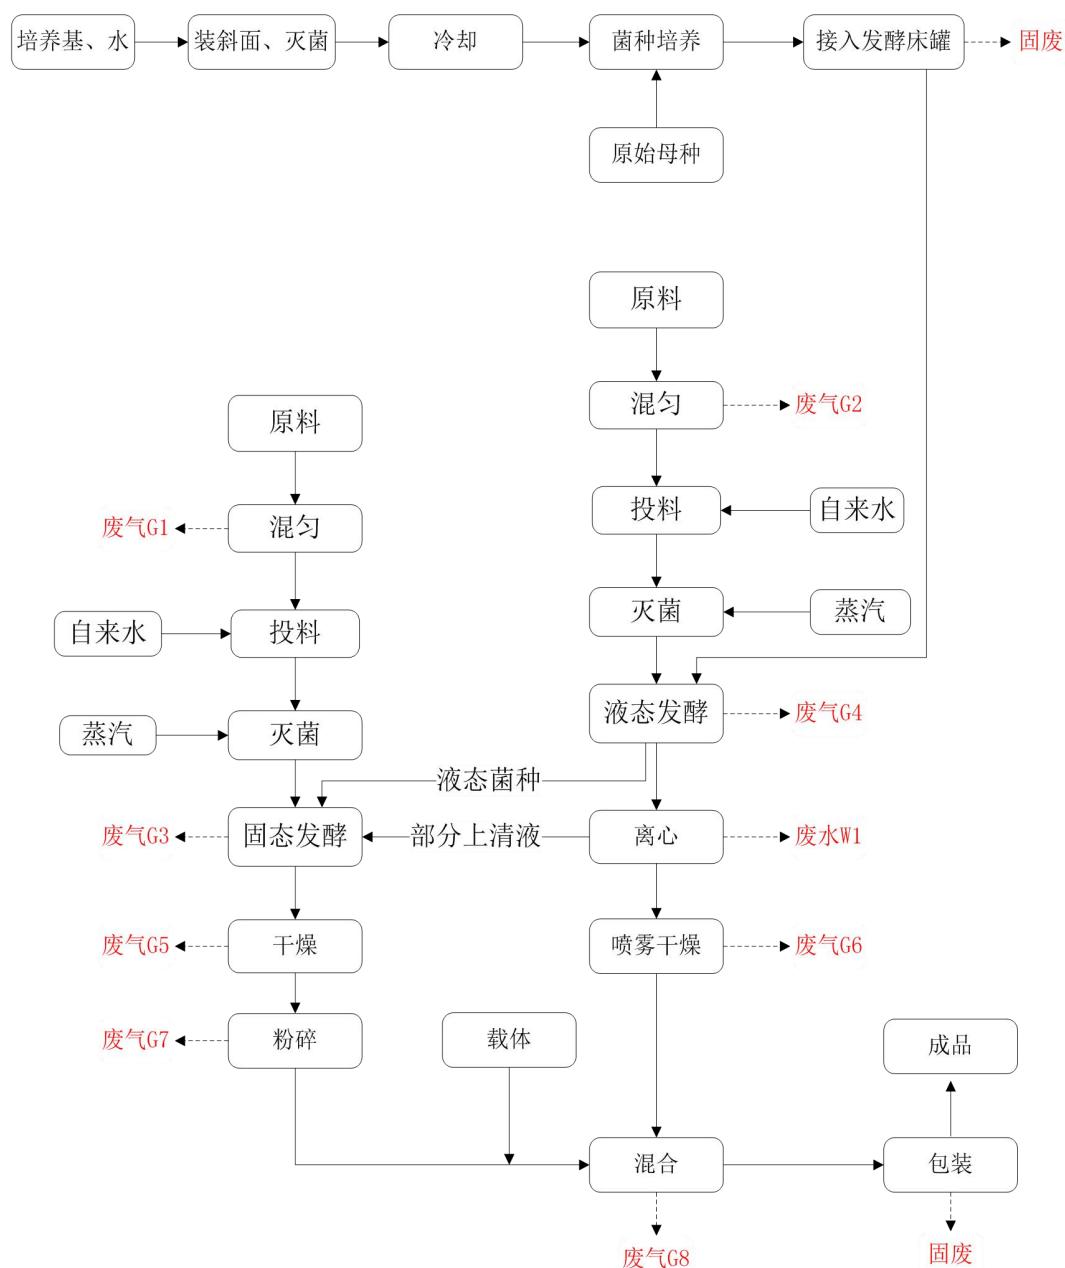 培养基、水
装斜面、灭菌
冷却
菌种培养
接入发酵床罐
固废
原始母种
原料
混匀
废气G2
原料
投料
自来水
废气G1
混匀
灭菌
蒸汽
自来水
投料
液态发酵
废气G4
蒸汽
灭菌
液态菌种
废气G3
固态发酵
部分上清液
离心
废水W1
废气G5
干燥
喷雾干燥
废气G6
废气G7
粉碎
载体
成品
混合
包装
废气G8
固废